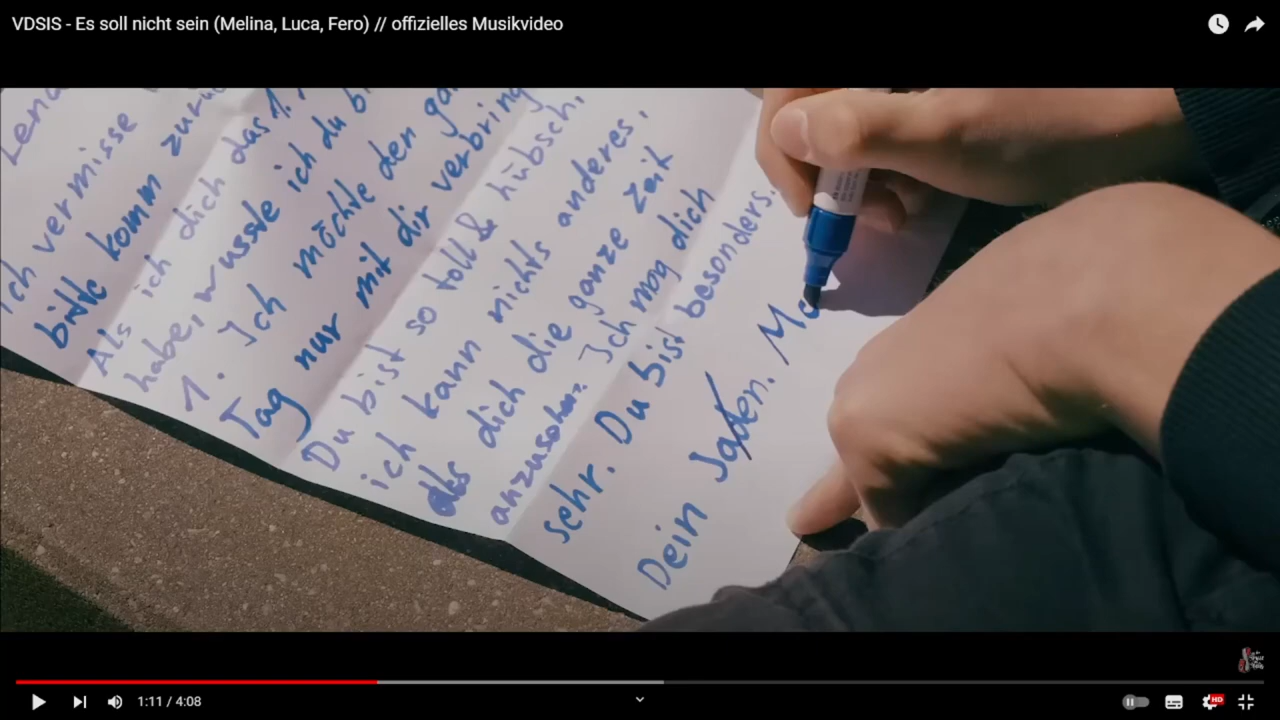 VDSIS - Es soll nicht sein (Melina, Luca, Fero) // offizielles Musikvideo
Lena
Ich vermisse
bitte komm zurü
Als ich dich das 1.
habe, wusste ich du bi
1. Ich möchte den ga
Tag nur mit dir verbring
Du bist so toll & hübsch,
ich kann nichts anderes,
als dich die ganze zeit
anzusehen. Ich mag dich
sehr. Du bist besonders.
Dein Jaden. Ma
1:11 / 4:08
HD